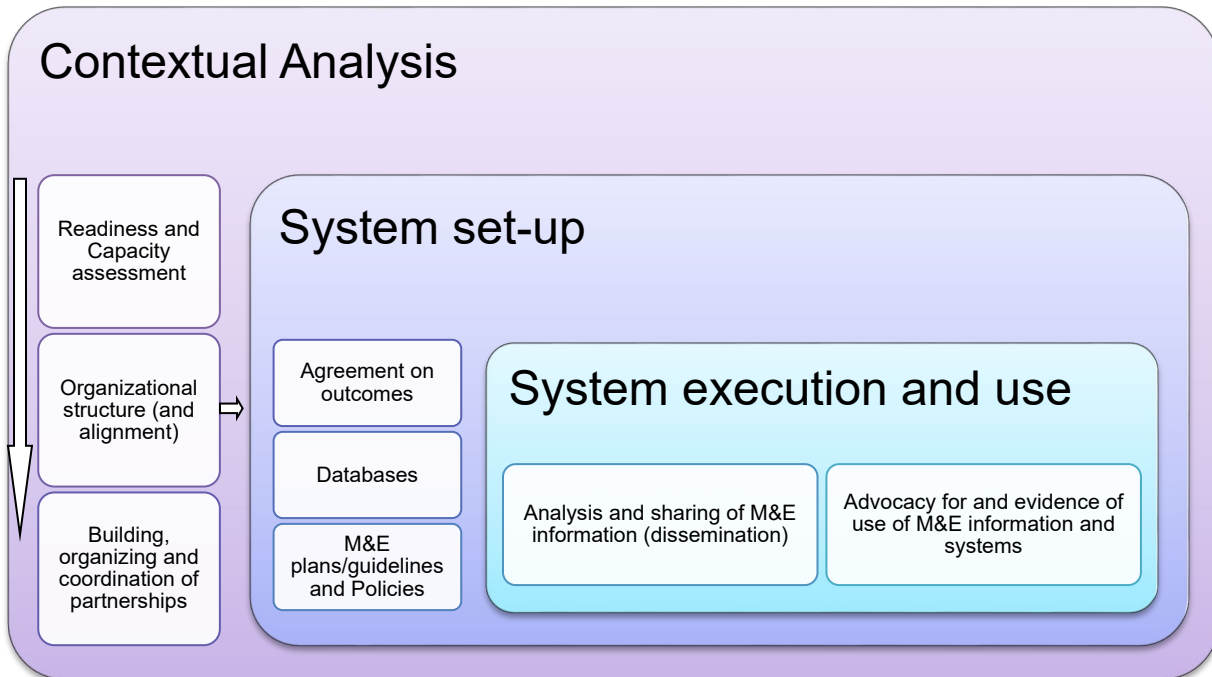 Contextual Analysis
Readiness and
Capacity
assessment
Organizational
structure (and
alignment)
Building,
organizing and
coordination of
partnerships
System set-up
Agreement on
outcomes
Databases
M&E
plans/guidelines
and Policies
System execution and use
Analysis and sharing of M&E
information (dissemination)
Advocacy for and evidence of
use of M&E information and
systems